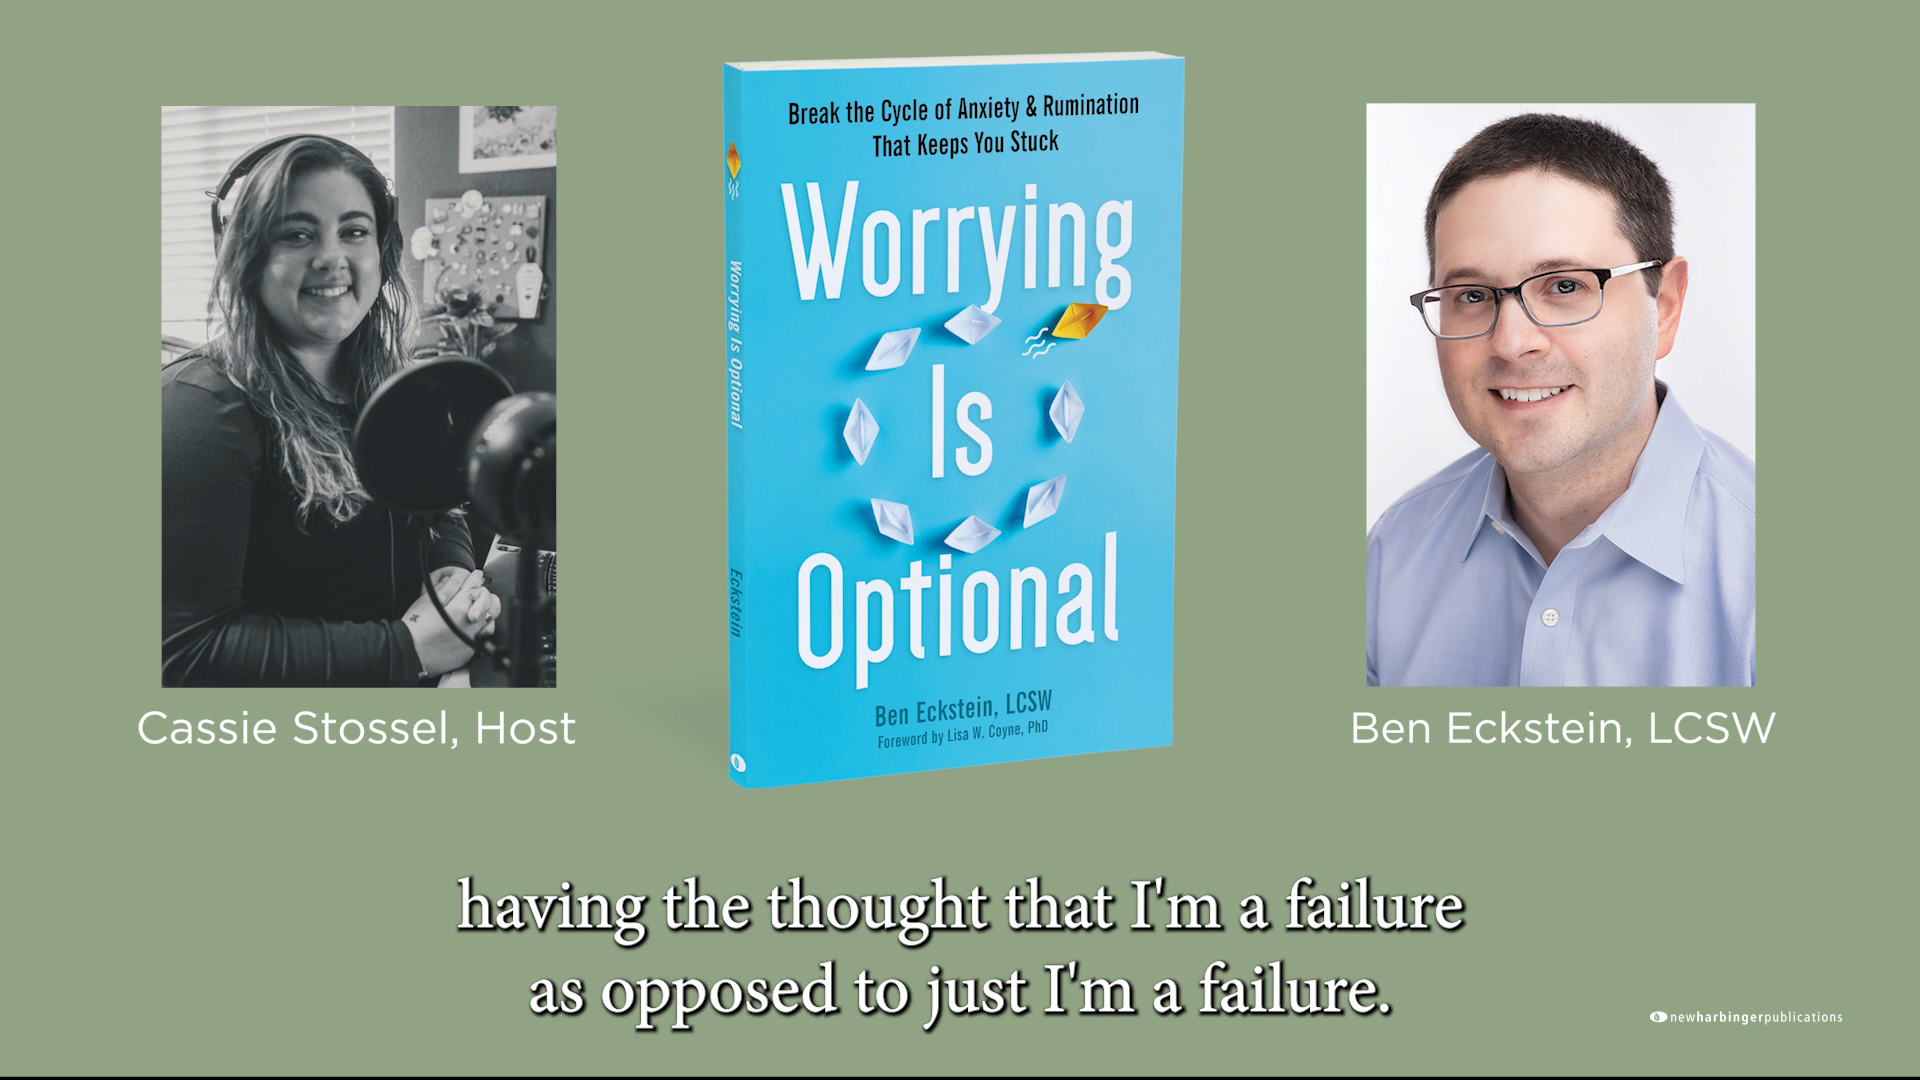 Break the Cycle of Anxiety & Rumination
That Keeps You Stuck
Worrying
Is
Optional
Ben Eckstein, LCSW
Foreword by Lisa W. Coyne, PhD
Worrying Is Optional
Eckstein
Cassie Stossel, Host
Ben Eckstein, LCSW
having the thought that I'm a failure
as opposed to just I'm a failure.
newharbingerpublications